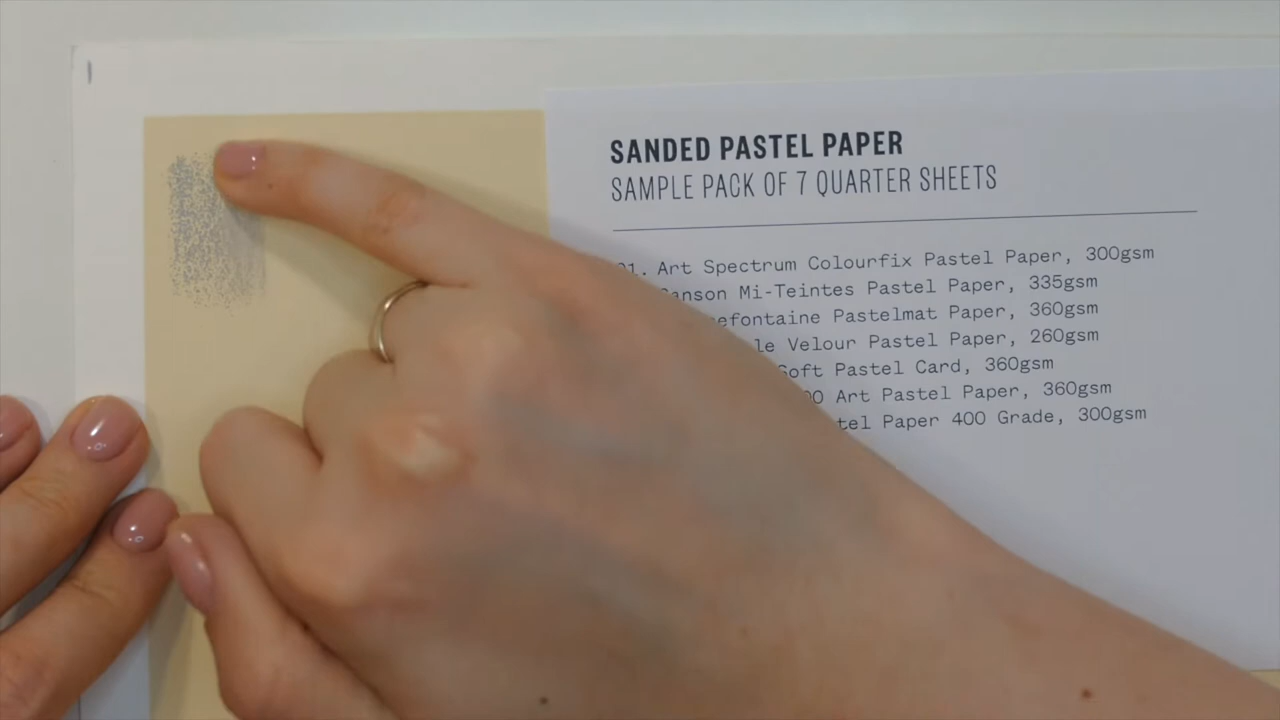 SANDED PASTEL PAPER
SAMPLE PACK OF 7 QUARTER SHEETS
Art Spectrum Colourfix Pastel Paper, 300gsm
Mi-Teintes Pastel Paper, 335gsm
Pastelmat Paper, 360gsm
Velour Pastel Paper, 260gsm
Soft Pastel Card, 360gsm
Art Pastel Paper, 360gsm
Paper 400 Grade, 300gsm